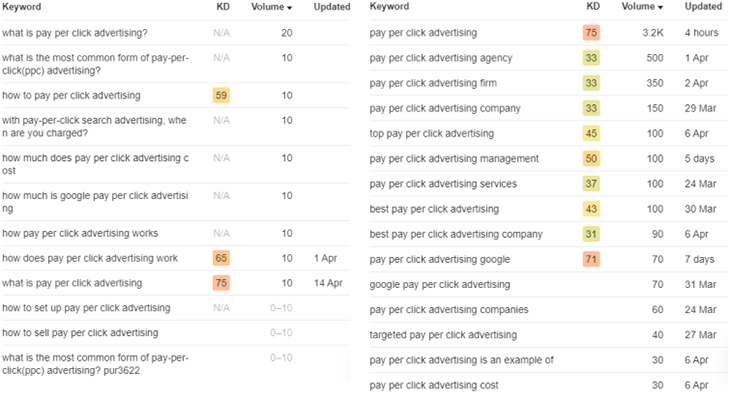 Keyword KD Volume Updated
what is pay per click advertising? N/A 20
what is the most common form of pay-per-
click(ppc) advertising? N/A 10
how to pay per click advertising 59 10
with pay-per-click search advertising, whe
n are you charged? N/A 10
how much does pay per click advertising c
ost N/A 10
how much is google pay per click advertisi
ng N/A 10
how pay per click advertising works N/A 10
how does pay per click advertising work 65 10 1 Apr
what is pay per click advertising 75 10 14 Apr
how to set up pay per click advertising N/A 0–10
how to sell pay per click advertising 0–10
what is the most common form of pay-per-
click(ppc) advertising? pur3622 0–10
Keyword KD Volume Updated
pay per click advertising 75 3.2K 4 hours
pay per click advertising agency 33 500 1 Apr
pay per click advertising firm 33 350 2 Apr
pay per click advertising company 33 150 29 Mar
top pay per click advertising 45 100 6 Apr
pay per click advertising management 50 100 5 days
pay per click advertising services 37 100 24 Mar
best pay per click advertising 43 100 30 Mar
best pay per click advertising company 31 90 6 Apr
pay per click advertising google 71 70 7 days
google pay per click advertising 70 31 Mar
pay per click advertising companies 60 24 Mar
targeted pay per click advertising 40 27 Mar
pay per click advertising is an example of 30 6 Apr
pay per click advertising cost 30 6 Apr